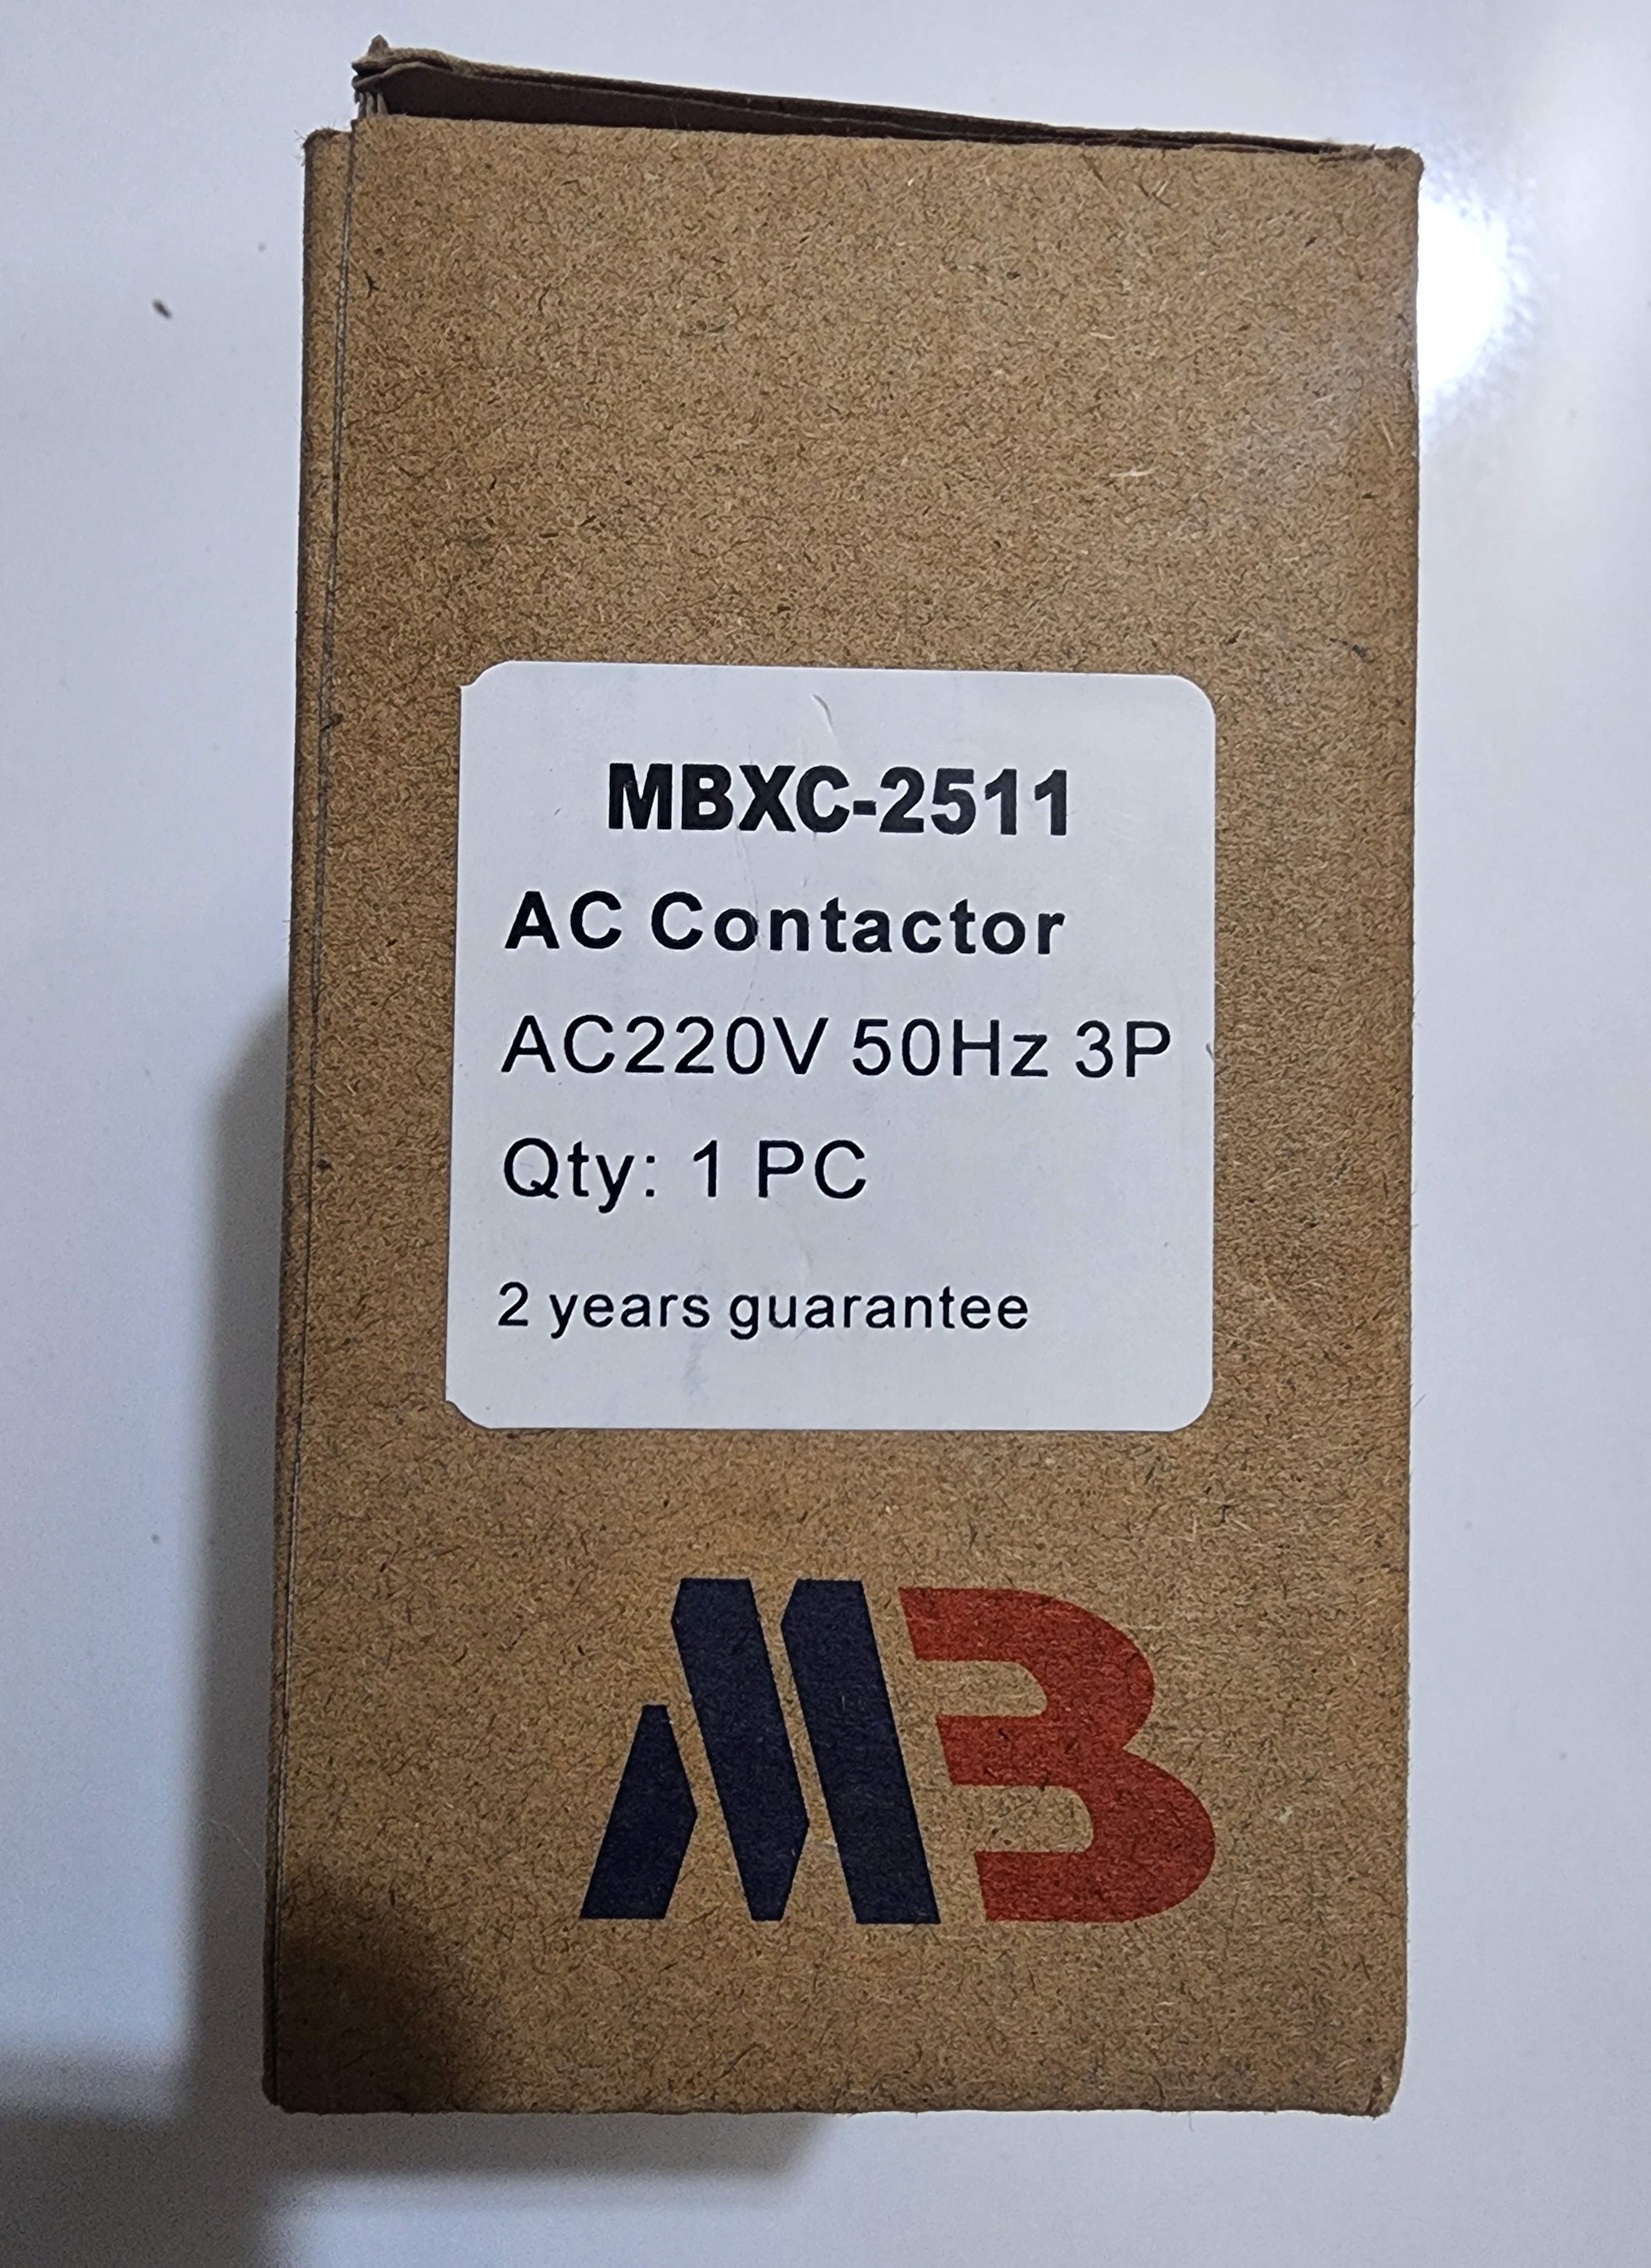 MBXC-2511
AC Contactor
AC220V 50Hz 3P
Qty: 1 PC
2 years guarantee
MB